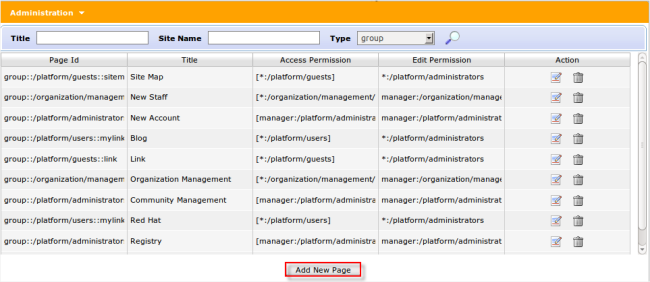 Administration
Title Site Name Type group
Page Id Title Access Permission Edit Permission Action
group::/platform/guests::sitem Site Map [*:/platform/guests] *:/platform/administrators
group::/organization/managem New Staff [*:/organization/management/ manager:/organization/manage
group::/platform/administrator New Account [manager:/platform/administra manager:/platform/administrat
group::/platform/users::mylink Blog [*:/platform/users] *:/platform/administrators
group::/platform/guests::link Link [*:/platform/guests] *:/platform/administrators
group::/organization/managem Organization Management [*:/organization/management/ manager:/organization/manage
group::/platform/administrator Community Management [manager:/platform/administra manager:/platform/administrat
group::/platform/users::mylink Red Hat [*:/platform/users] *:/platform/administrators
group::/platform/administrator Registry [manager:/platform/administra manager:/platform/administrat
Add New Page